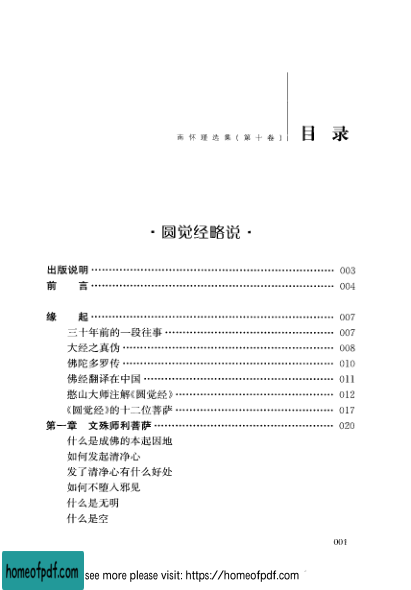 南怀瑾选集(第十卷) 目 录
·圆觉经略说·
出版说明 003
前 言 004
缘 起 007
三十年前的一段往事 007
大经之真伪 008
佛陀多罗传 010
佛经翻译在中国 011
憨山大师注解《圆觉经》 012
《圆觉经》的十二位菩萨 017
第一章 文殊师利菩萨 020
什么是成佛的本起因地
如何发起清净心
发了清净心有什么好处
如何不堕入邪见
什么是无明
什么是空
001
homeofpdf.com
see more please visit: https://homeofpdf.com